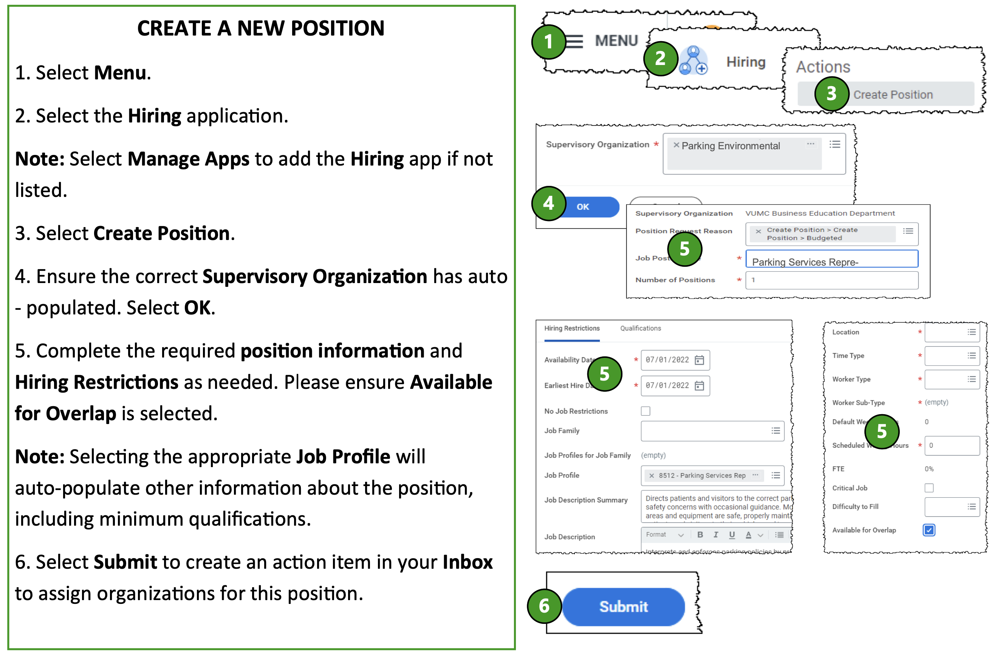 CREATE A NEW POSITION
1. Select Menu.
2. Select the Hiring application.
Note: Select Manage Apps to add the Hiring app if not
listed.
3. Select Create Position.
4. Ensure the correct Supervisory Organization has auto
- populated. Select OK.
5. Complete the required position information and
Hiring Restrictions as needed. Please ensure Available
for Overlap is selected.
Note: Selecting the appropriate Job Profile will
auto-populate other information about the position,
including minimum qualifications.
6. Select Submit to create an action item in your Inbox
to assign organizations for this position.
1 MENU
2 Hiring
Actions
3 Create Position
Supervisory Organization * × Parking Environmental ...
4 OK
Supervisory Organization VUMC Business Education Department
Position Request Reason × Create Position > Create
Position > Budgeted
5
Job Post * Parking Services Repre-
Number of Positions * 1
Hiring Restrictions Qualifications
Availability Date * 07/01/2022
5
Earliest Hire Da * 07/01/2022
No Job Restrictions
Job Family
Job Profiles for Job Family (empty)
Job Profile × 8512 - Parking Services Rep ...
Job Description Summary Directs patients and visitors to the correct par
safety concerns with occasional guidance. Mo
areas and equipment are safe, properly mainta
Job Description Format B I U A
Interprets and enforces parking policies by pr
Location *
Time Type *
Worker Type *
Worker Sub-Type * (empty)
Default We s 0
5
Scheduled W ours * 0
FTE 0%
Critical Job
Difficulty to Fill
Available for Overlap
6 Submit